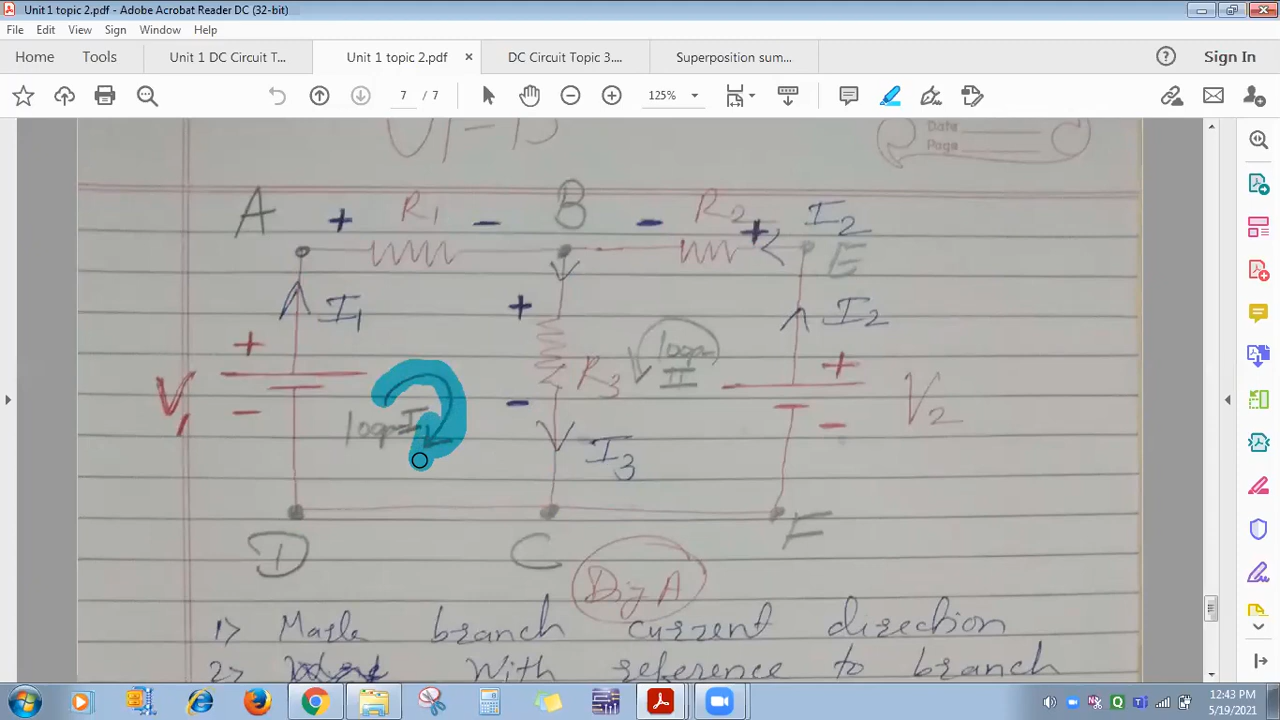 Unit 1 topic 2.pdf - Adobe Acrobat Reader DC (32-bit)
File Edit View Sign Window Help
Home Tools Unit 1 DC Circuit T... Unit 1 topic 2.pdf × DC Circuit Topic 3.... Superposition sum... Sign In
7 / 7 125%
U1-13
Date
Page
A + R1 - B - R2 + I2
E
+ I1 + I2
+ V1 - loop I R3 - loop II + V2 -
I3
D C F
Dig A
1) Mark branch current direction
2) With reference to branch
12:43 PM
5/19/2021